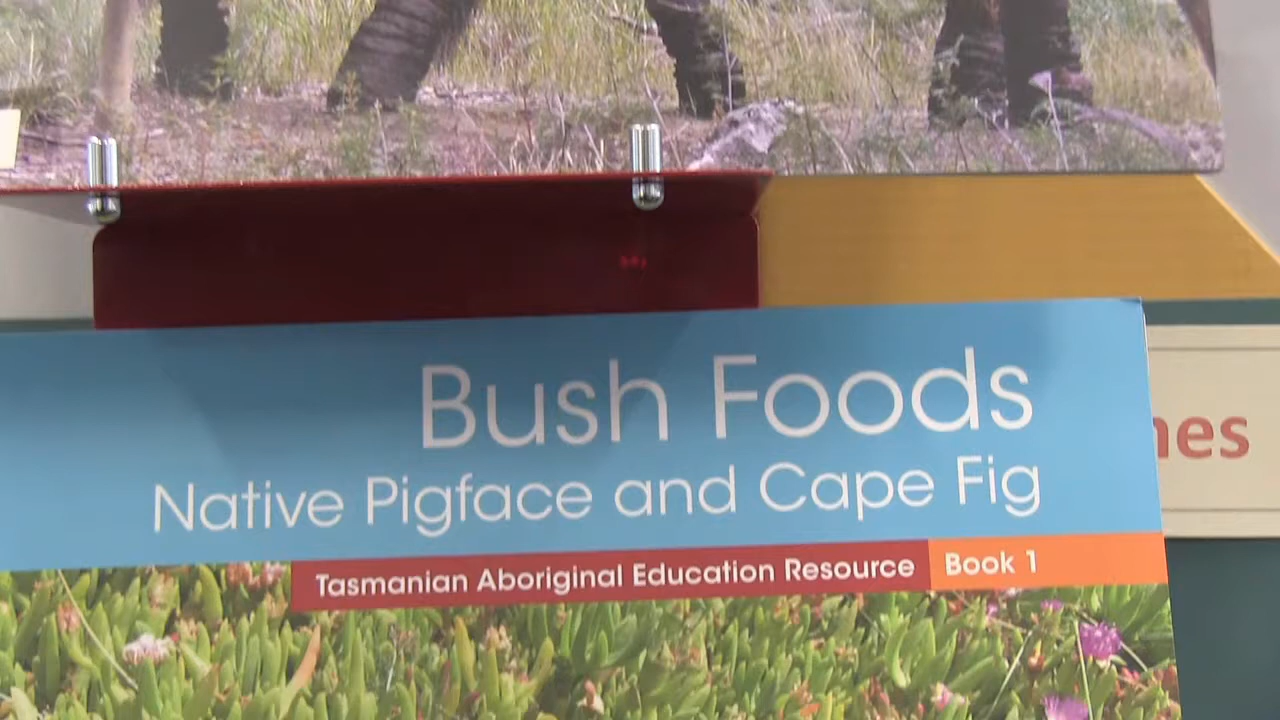 Bush Foods
Native Pigface and Cape Fig
Tasmanian Aboriginal Education Resource Book 1